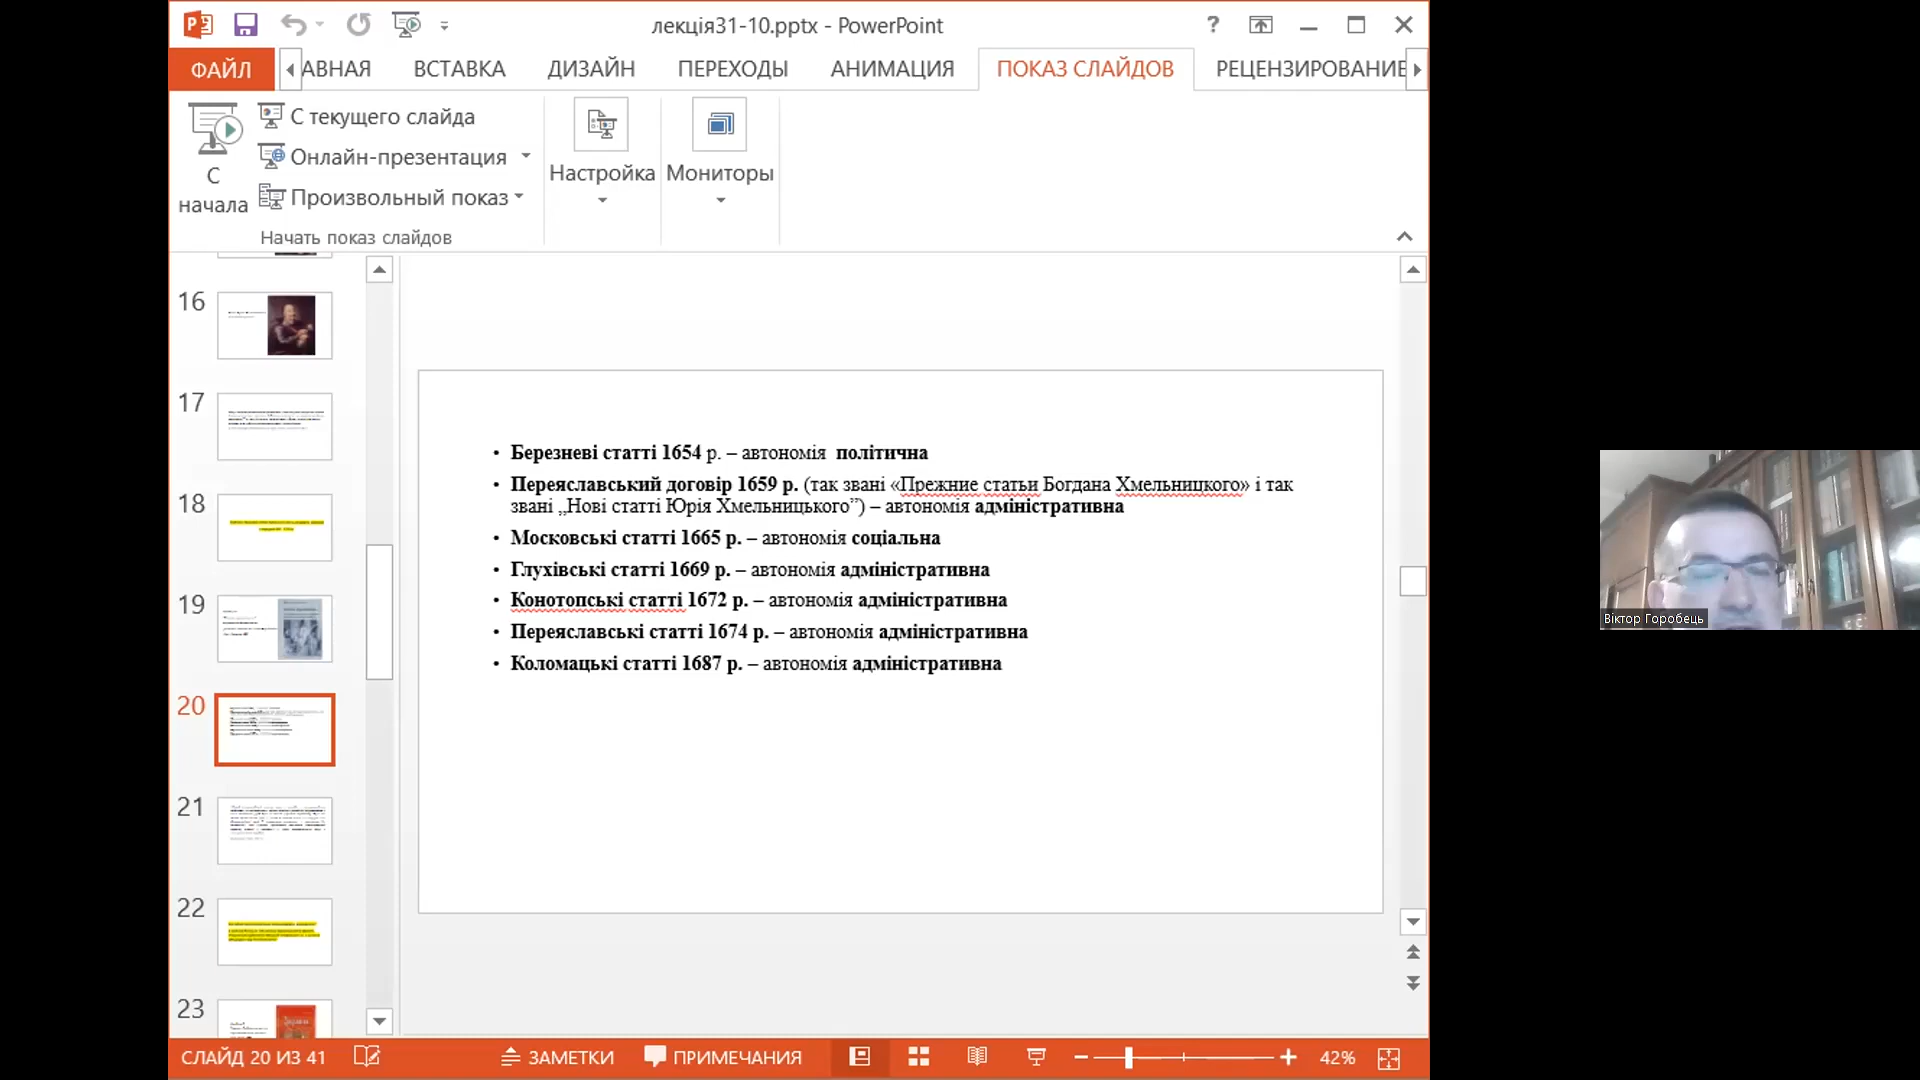 лекція31-10.pptx - PowerPoint
?
ФАЙЛ
АВНАЯ
ВСТАВКА
ДИЗАЙН
ПЕРЕХОДЫ
АНИМАЦИЯ
ПОКАЗ СЛАЙДОВ
РЕЦЕНЗИРОВАНИЕ
С начала
С текущего слайда
Онлайн-презентация
Произвольный показ
Начать показ слайдов
Настройка
Мониторы
16
17
18
19
20
21
22
23
• Березневі статті 1654 р. – автономія політична
• Переяславський договір 1659 р. (так звані «Прежние статьи Богдана Хмельницкого» і так
звані „Нові статті Юрія Хмельницького”) – автономія адміністративна
• Московські статті 1665 р. – автономія соціальна
• Глухівські статті 1669 р. – автономія адміністративна
• Конотопські статті 1672 р. – автономія адміністративна
• Переяславські статті 1674 р. – автономія адміністративна
• Коломацькі статті 1687 р. – автономія адміністративна
Віктор Горобець
СЛАЙД 20 ИЗ 41
ЗАМЕТКИ
ПРИМЕЧАНИЯ
42%